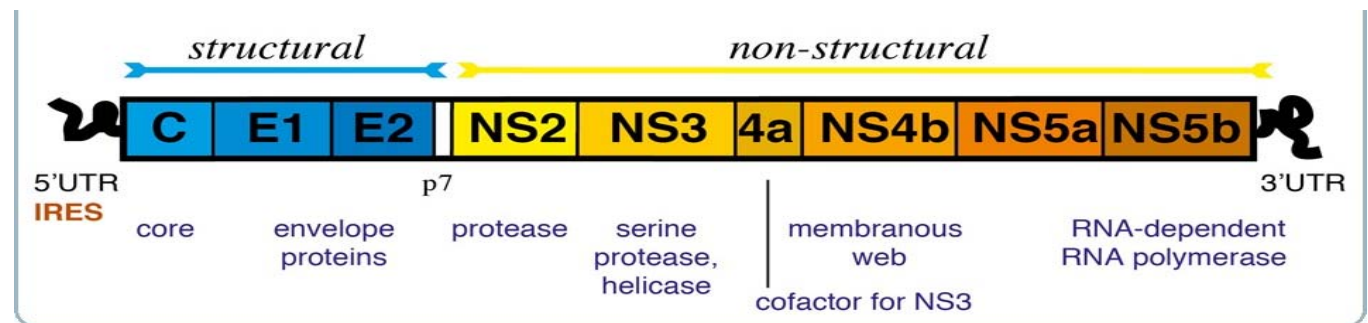 structural non-structural
C E1 E2 NS2 NS3 4a NS4b NS5a NS5b
5'UTR p7 3'UTR
IRES
core envelope protease serine membranous RNA-dependent
proteins protease, web RNA polymerase
helicase
cofactor for NS3